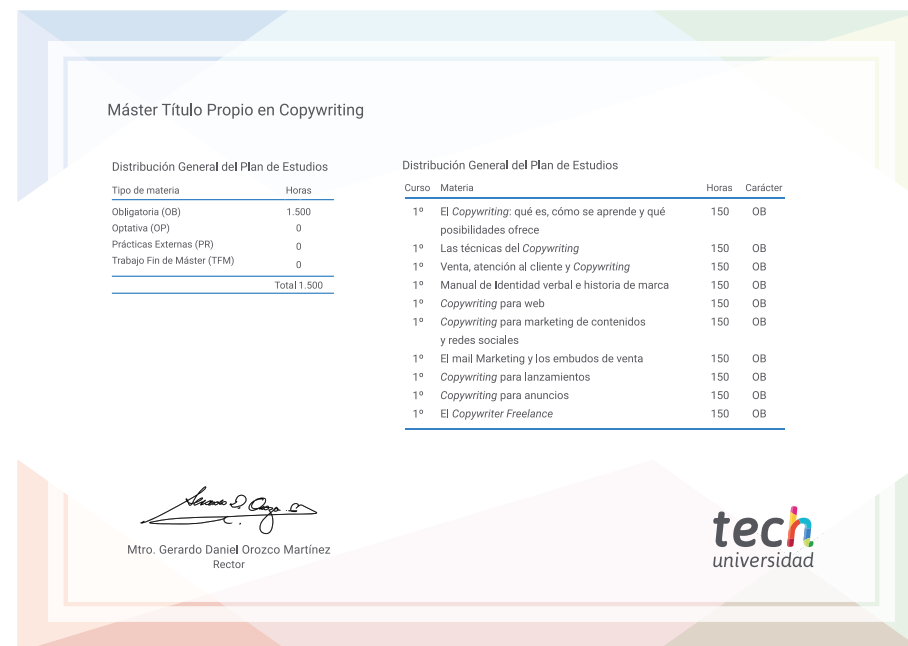 Máster Título Propio en Copywriting
Distribución General del Plan de Estudios
Tipo de materia Horas
Obligatoria (OB) 1.500
Optativa (OP) 0
Prácticas Externas (PR) 0
Trabajo Fin de Máster (TFM) 0
Total 1.500
Distribución General del Plan de Estudios
Curso Materia Horas Carácter
1º El Copywriting: qué es, cómo se aprende y qué 150 OB
posibilidades ofrece
1º Las técnicas del Copywriting 150 OB
1º Venta, atención al cliente y Copywriting 150 OB
1º Manual de Identidad verbal e historia de marca 150 OB
1º Copywriting para web 150 OB
1º Copywriting para marketing de contenidos 150 OB
y redes sociales
1º El mail Marketing y los embudos de venta 150 OB
1º Copywriting para lanzamientos 150 OB
1º Copywriting para anuncios 150 OB
1º El Copywriter Freelance 150 OB
Mtro. Gerardo Daniel Orozco Martínez
Rector
tech
universidad